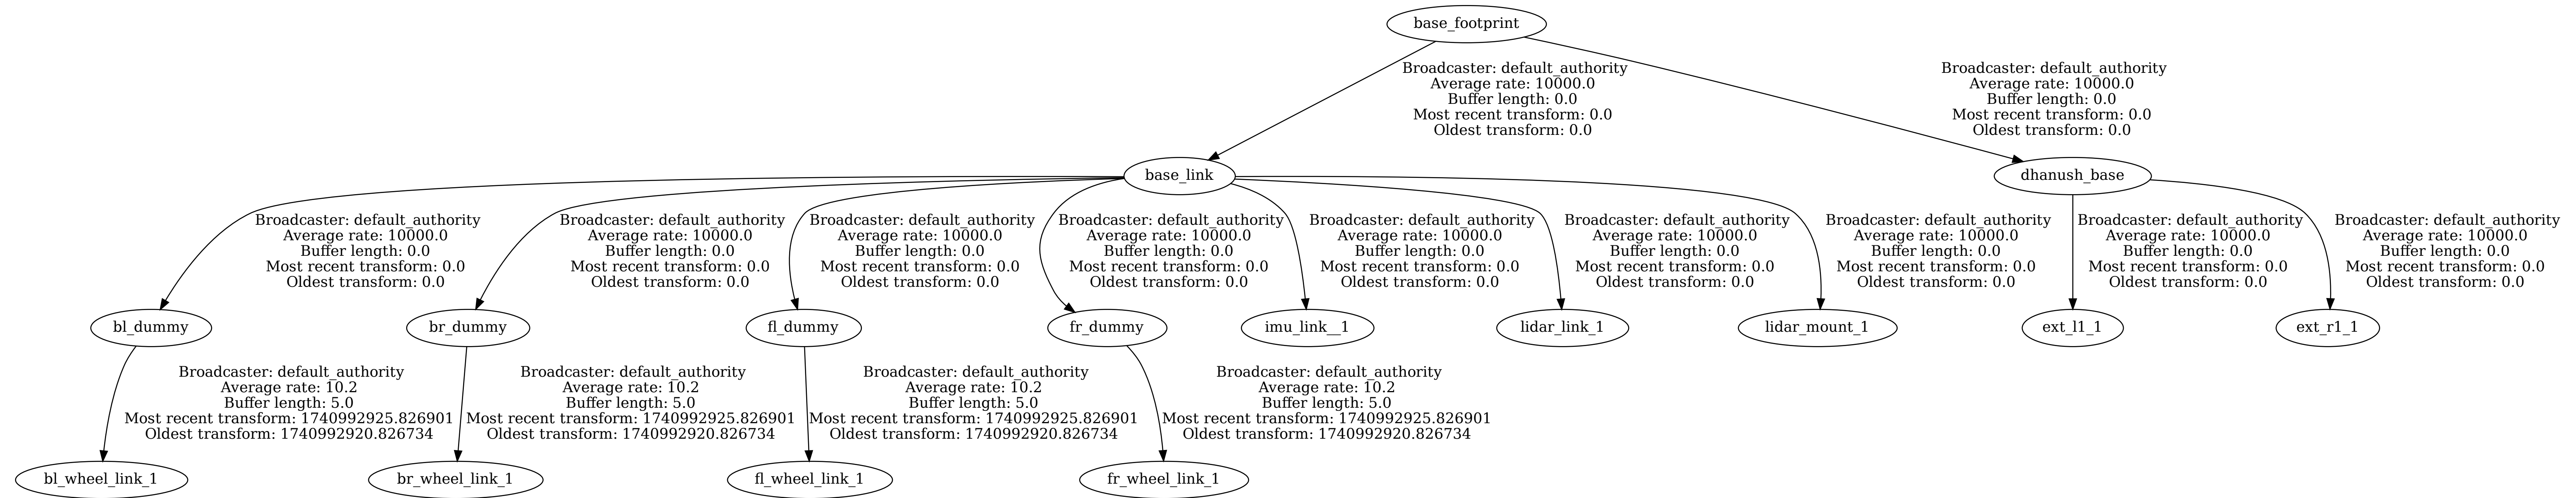 base_footprint
Broadcaster: default_authority
Average rate: 10000.0
Buffer length: 0.0
Most recent transform: 0.0
Oldest transform: 0.0
Broadcaster: default_authority
Average rate: 10000.0
Buffer length: 0.0
Most recent transform: 0.0
Oldest transform: 0.0
base_link
dhanush_base
Broadcaster: default_authority
Average rate: 10000.0
Buffer length: 0.0
Most recent transform: 0.0
Oldest transform: 0.0
Broadcaster: default_authority
Average rate: 10000.0
Buffer length: 0.0
Most recent transform: 0.0
Oldest transform: 0.0
Broadcaster: default_authority
Average rate: 10000.0
Buffer length: 0.0
Most recent transform: 0.0
Oldest transform: 0.0
Broadcaster: default_authority
Average rate: 10000.0
Buffer length: 0.0
Most recent transform: 0.0
Oldest transform: 0.0
Broadcaster: default_authority
Average rate: 10000.0
Buffer length: 0.0
Most recent transform: 0.0
Oldest transform: 0.0
Broadcaster: default_authority
Average rate: 10000.0
Buffer length: 0.0
Most recent transform: 0.0
Oldest transform: 0.0
Broadcaster: default_authority
Average rate: 10000.0
Buffer length: 0.0
Most recent transform: 0.0
Oldest transform: 0.0
Broadcaster: default_authority
Average rate: 10000.0
Buffer length: 0.0
Most recent transform: 0.0
Oldest transform: 0.0
Broadcaster: default_authority
Average rate: 10000.0
Buffer length: 0.0
Most recent transform: 0.0
Oldest transform: 0.0
bl_dummy
br_dummy
fl_dummy
fr_dummy
imu_link__1
lidar_link_1
lidar_mount_1
ext_l1_1
ext_r1_1
Broadcaster: default_authority
Average rate: 10.2
Buffer length: 5.0
Most recent transform: 1740992925.826901
Oldest transform: 1740992920.826734
Broadcaster: default_authority
Average rate: 10.2
Buffer length: 5.0
Most recent transform: 1740992925.826901
Oldest transform: 1740992920.826734
Broadcaster: default_authority
Average rate: 10.2
Buffer length: 5.0
Most recent transform: 1740992925.826901
Oldest transform: 1740992920.826734
Broadcaster: default_authority
Average rate: 10.2
Buffer length: 5.0
Most recent transform: 1740992925.826901
Oldest transform: 1740992920.826734
bl_wheel_link_1
br_wheel_link_1
fl_wheel_link_1
fr_wheel_link_1